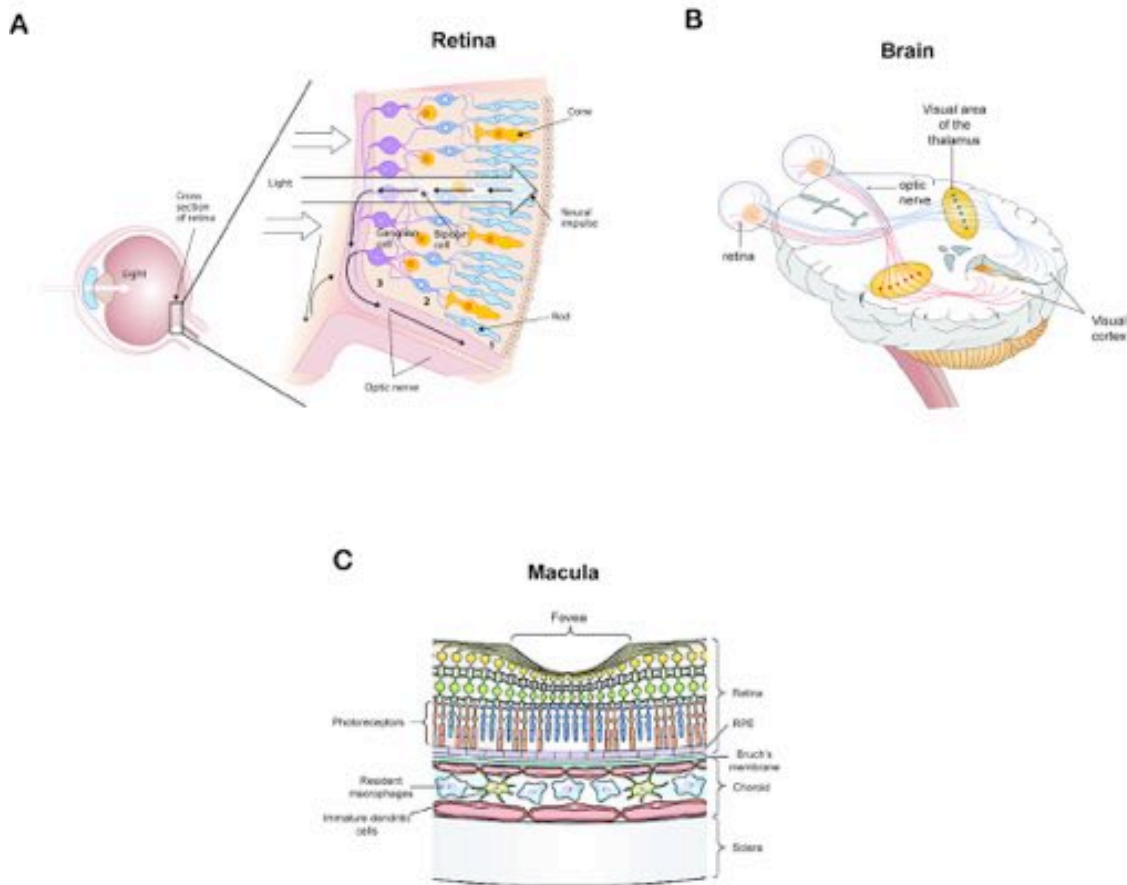 A
Retina
Cone
Light
Cross
section
of retina
Light
Neural
impulse
Ganglion
cell
Bipolar
cell
3
2
Rod
1
Optic nerve
B
Brain
Visual area
of the
thalamus
optic
nerve
retina
Visual
cortex
C
Macula
Fovea
Retina
Photoreceptors
RPE
Bruch's
membrane
Resident
macrophages
Choroid
Immature dendritic
cells
Sclera